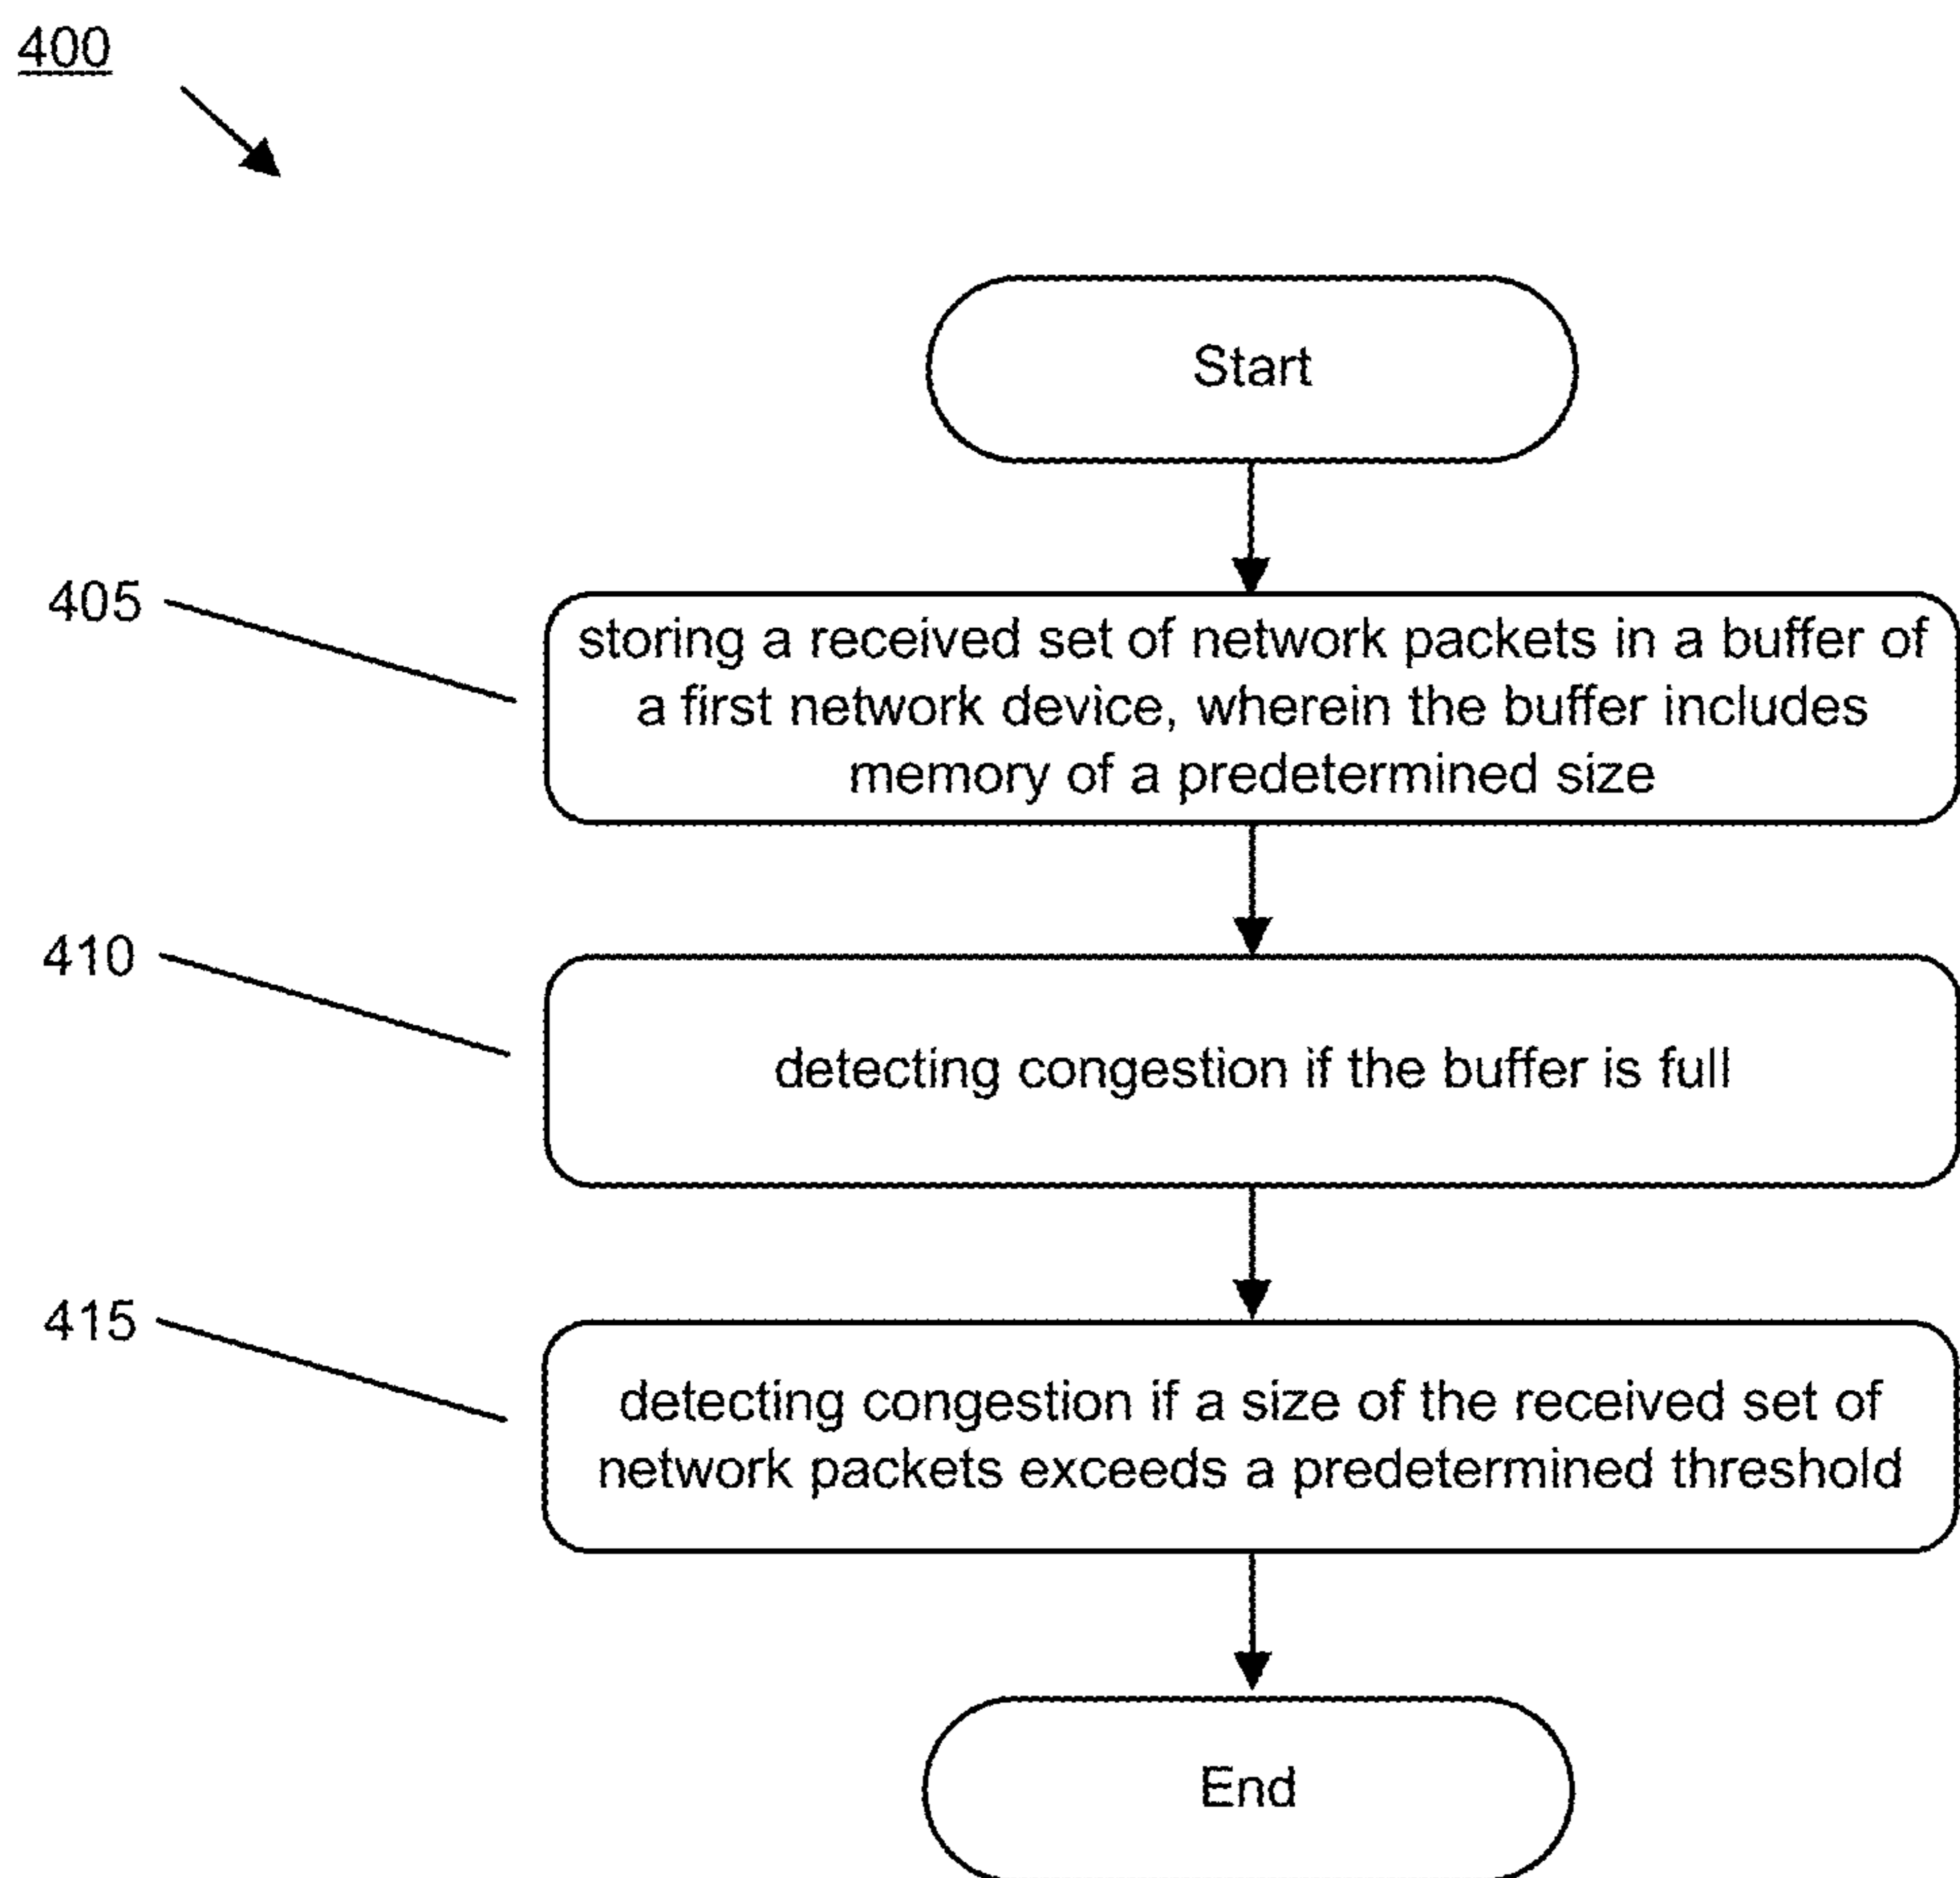 400
Start
405
storing a received set of network packets in a buffer of
a first network device, wherein the buffer includes
memory of a predetermined size
410
detecting congestion if the buffer is full
415
detecting congestion if a size of the received set of
network packets exceeds a predetermined threshold
End